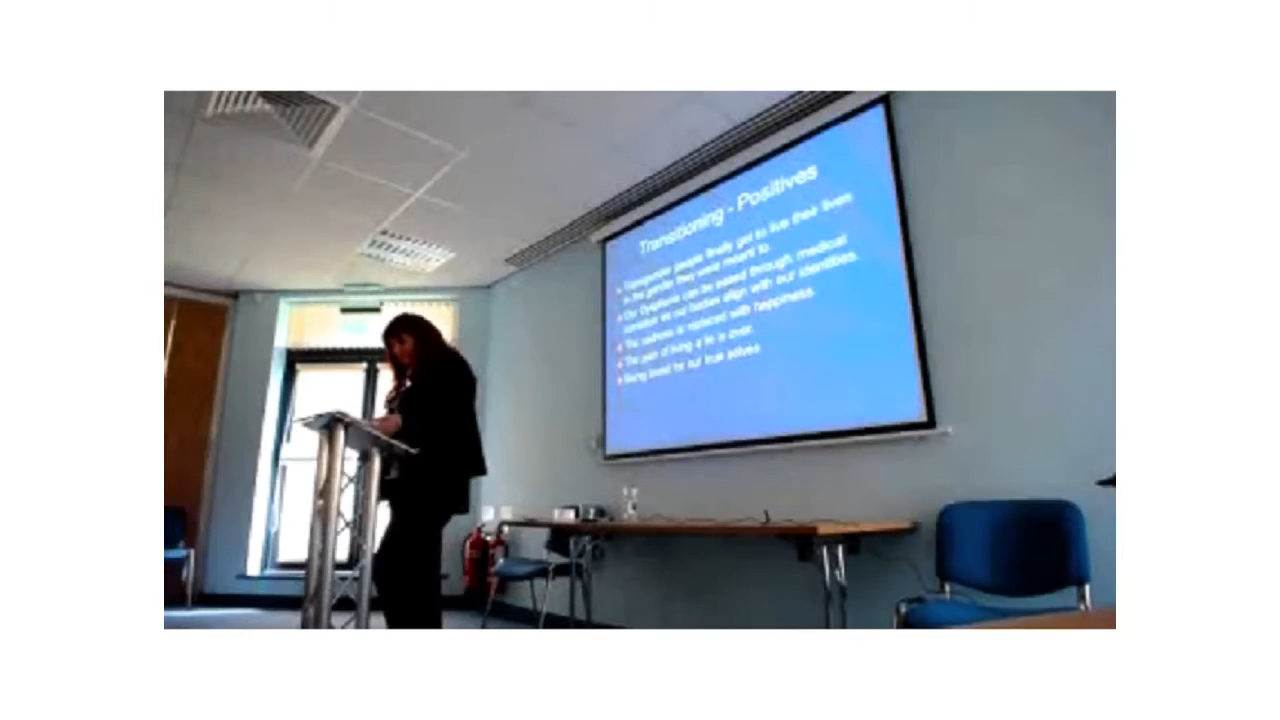 Transitioning - Positives
Transgender people finally get to live their lives
in the gender they were meant to.
Our Dysphoria can be eased through medical
as our bodies align with our identities.
The sadness is replaced with happiness.
The pain of living a lie is over.
Being loved for our true selves